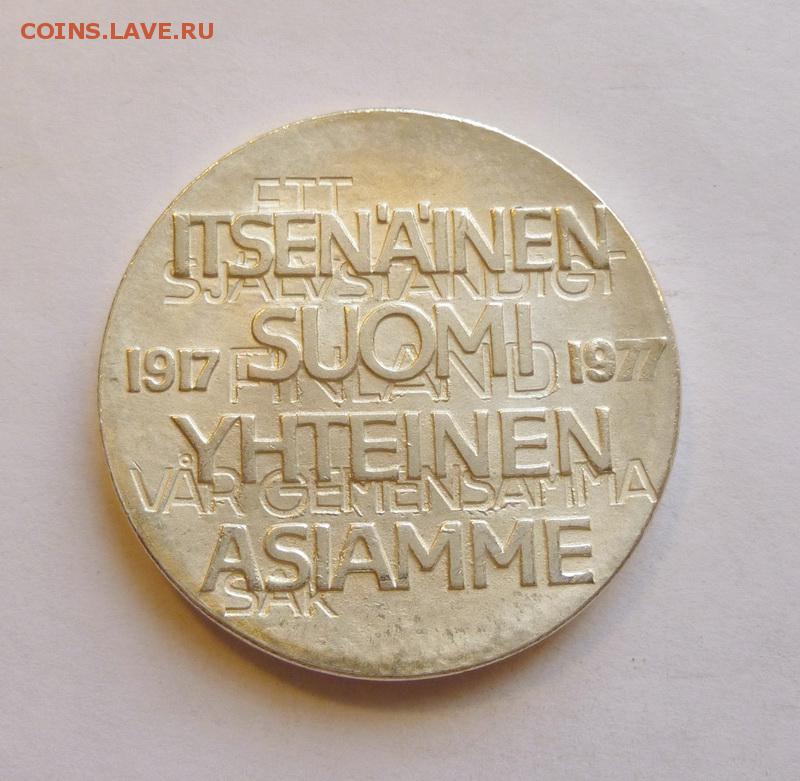 COINS.LAVE.RU
ETT
ITSENÄINEN
SJÄLVSTÄNDIGT
SUOMI
1917 FINLAND 1977
YHTEINEN
VÅR GEMENSAMMA
ASIAMME
SAK